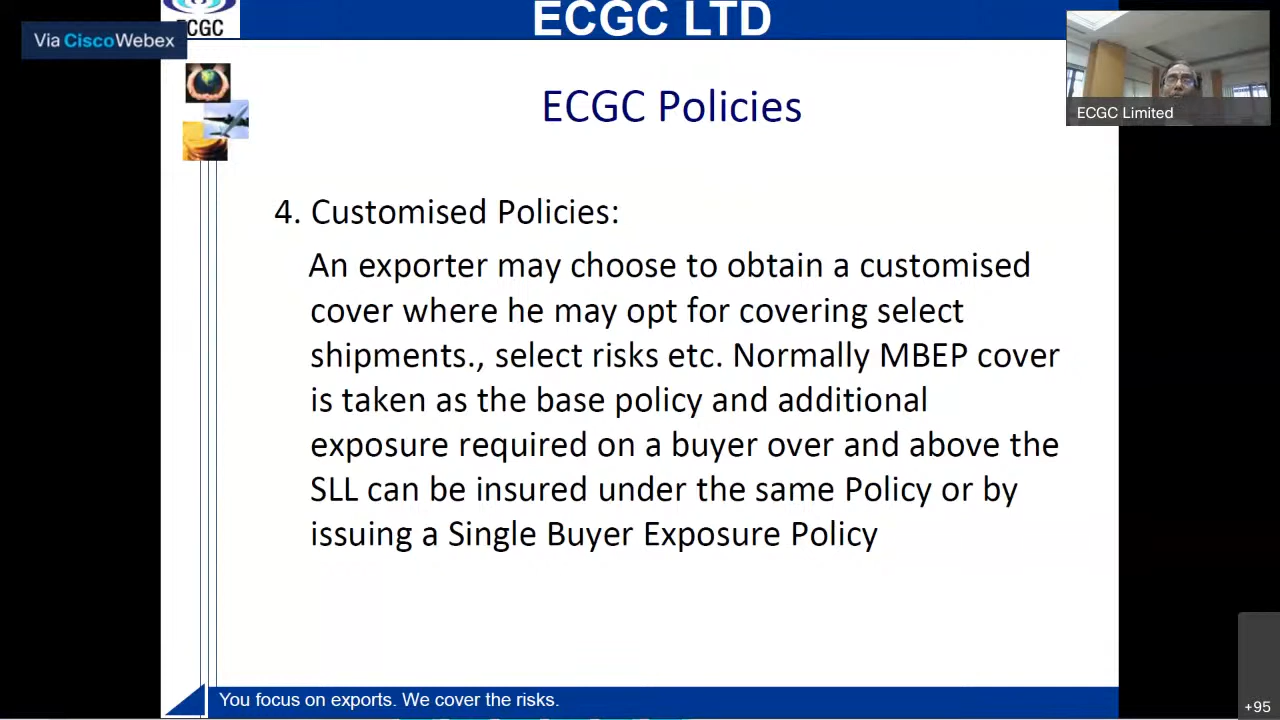 ECGC
ECGC LTD
Via CiscoWebex
ECGC Limited
ECGC Policies
4. Customised Policies:
An exporter may choose to obtain a customised
cover where he may opt for covering select
shipments., select risks etc. Normally MBEP cover
is taken as the base policy and additional
exposure required on a buyer over and above the
SLL can be insured under the same Policy or by
issuing a Single Buyer Exposure Policy
You focus on exports. We cover the risks.
+95